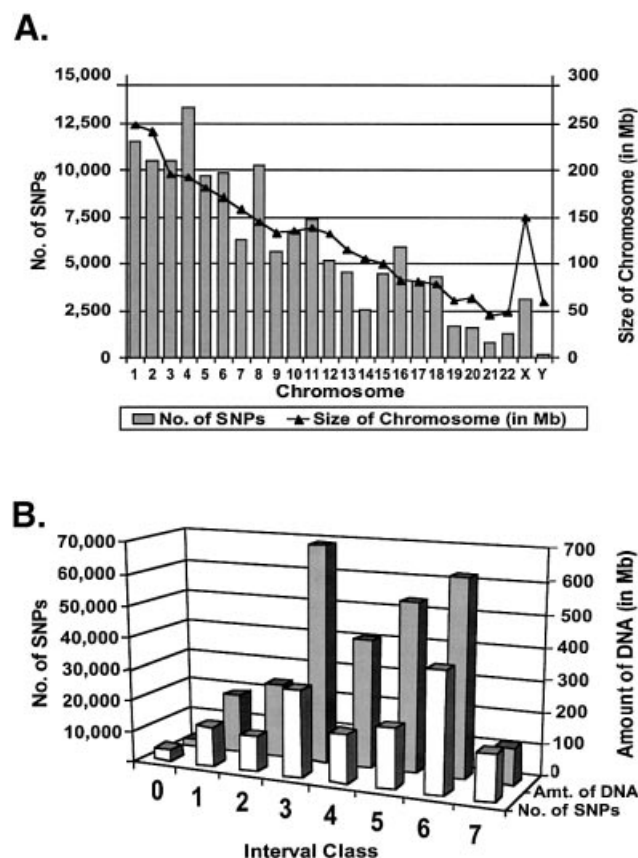 A.
No. of SNPs
15,000
12,500
10,000
7,500
5,000
2,500
0
300
250
200
150
100
50
0
Size of Chromosome (in Mb)
1 2 3 4 5 6 7 8 9 10 11 12 13 14 15 16 17 18 19 20 21 22 X Y
Chromosome
No. of SNPs Size of Chromosome (in Mb)
B.
No. of SNPs
70,000
60,000
50,000
40,000
30,000
20,000
10,000
700
600
500
400
300
200
100
0
Amount of DNA (in Mb)
Amt. of DNA
No. of SNPs
0 1 2 3 4 5 6 7
Interval Class